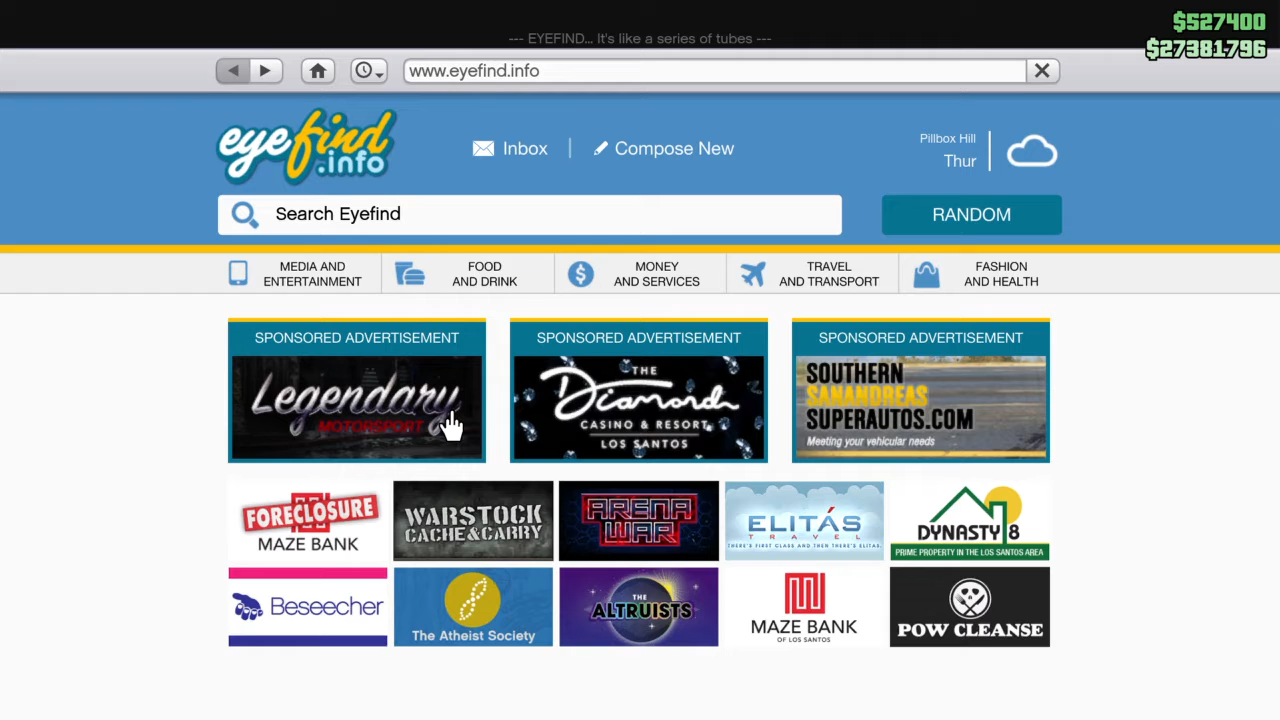 $527400
--- EYEFIND... It's like a series of tubes ---
$27381796
www.eyefind.info
eyefind
.info
Inbox
Compose New
Pillbox Hill
Thur
Search Eyefind
RANDOM
MEDIA AND
ENTERTAINMENT
FOOD
AND DRINK
MONEY
AND SERVICES
TRAVEL
AND TRANSPORT
FASHION
AND HEALTH
SPONSORED ADVERTISEMENT
Legendary
MOTORSPORT
SPONSORED ADVERTISEMENT
THE
Diamond
CASINO & RESORT
LOS SANTOS
SPONSORED ADVERTISEMENT
SOUTHERN
SANANDREAS
SUPERAUTOS.COM
Meeting your vehicular needs
FORECLOSURE
MAZE BANK
WARSTOCK
CACHE&CARRY
ARENA
WAR
ELITÁS
TRAVEL
THERE'S FIRST CLASS AND THEN THERE'S ELITAS.
DYNASTY 8
PRIME PROPERTY IN THE LOS SANTOS AREA
Beseecher
The Atheist Society
THE
ALTRUISTS
MAZE BANK
OF LOS SANTOS
POW CLEANSE